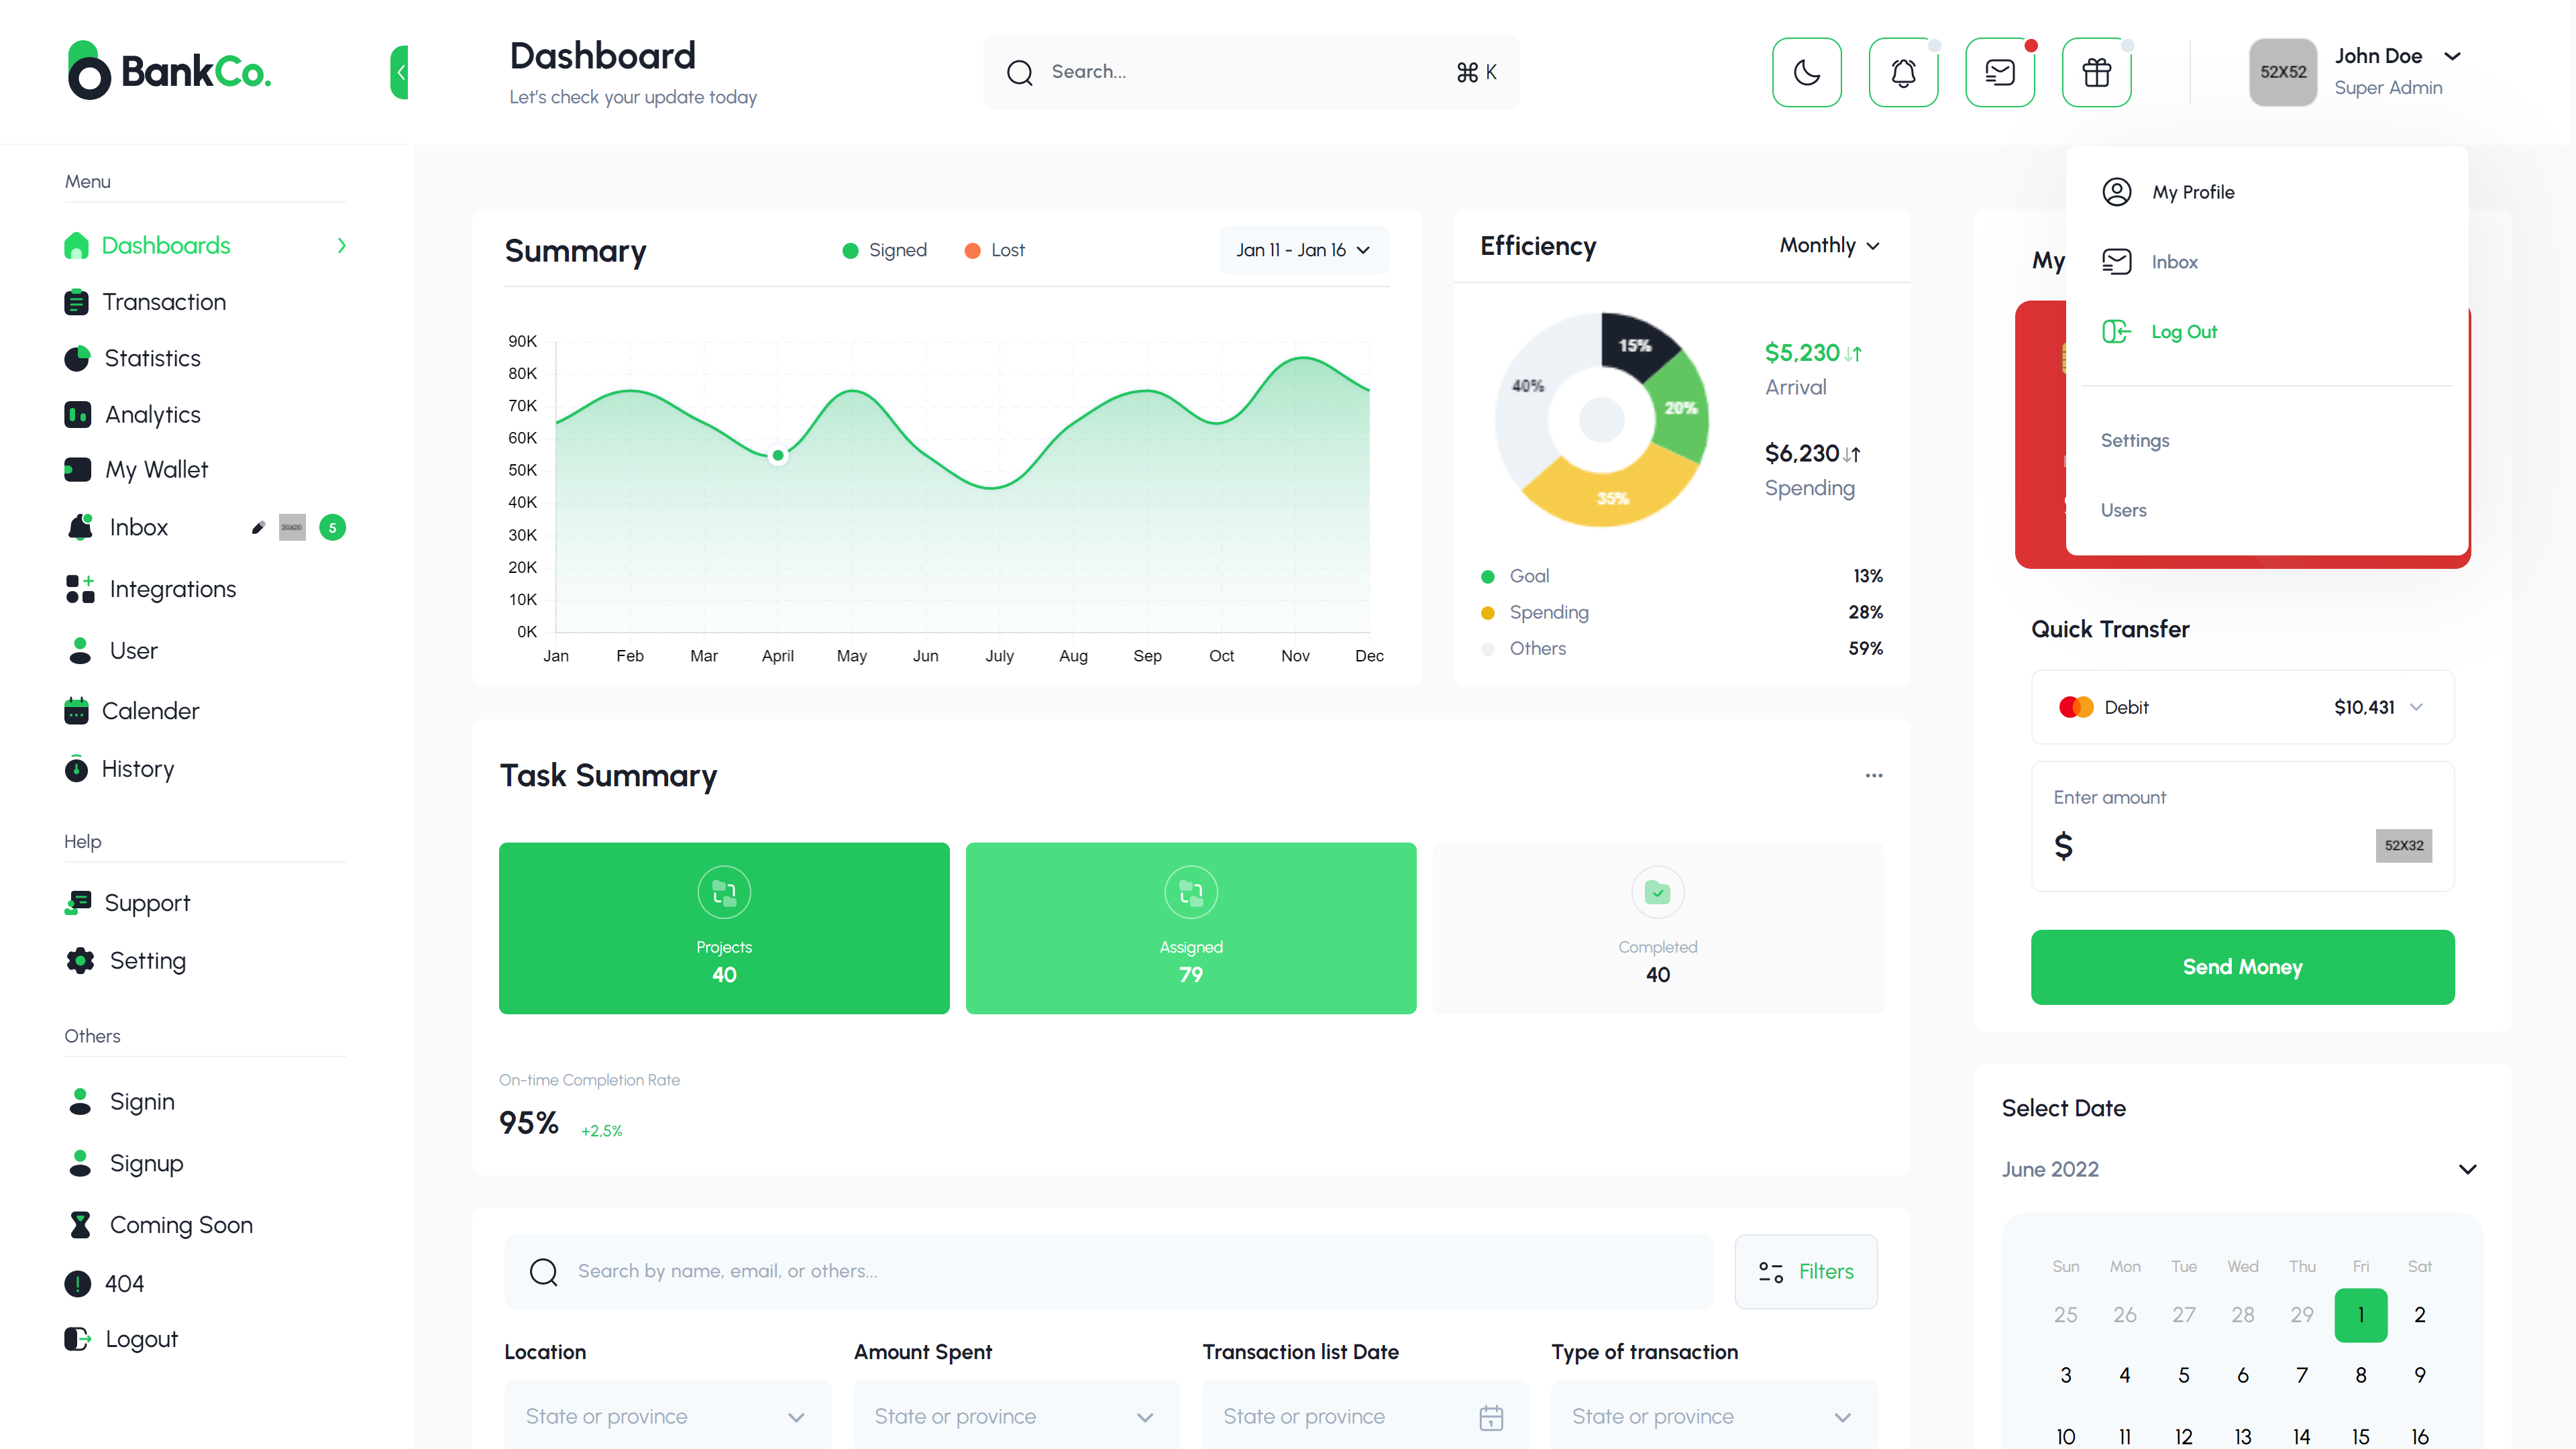 BankCo.
Dashboard
Let's check your update today
Search...
⌘ K
52X52
John Doe
Super Admin
Menu
Dashboards
Transaction
Statistics
Analytics
My Wallet
Inbox
20X20
5
Integrations
User
Calender
History
Help
Support
Setting
Others
Signin
Signup
Coming Soon
404
Logout
Summary
Signed
Lost
Jan 11 - Jan 16
90K
80K
70K
60K
50K
40K
30K
20K
10K
0K
Jan Feb Mar April May Jun July Aug Sep Oct Nov Dec
Efficiency
Monthly
15%
20%
35%
40%
$5,230
Arrival
$6,230
Spending
Goal 13%
Spending 28%
Others 59%
My
My Profile
Inbox
Log Out
Settings
Users
Quick Transfer
Debit
$10,431
Enter amount
$
52X32
Send Money
Task Summary
Projects
40
Assigned
79
Completed
40
On-time Completion Rate
95%
+2,5%
Search by name, email, or others...
Filters
Location
State or province
Amount Spent
State or province
Transaction list Date
State or province
Type of transaction
State or province
Select Date
June 2022
Sun Mon Tue Wed Thu Fri Sat
25 26 27 28 29 1 2
3 4 5 6 7 8 9
10 11 12 13 14 15 16